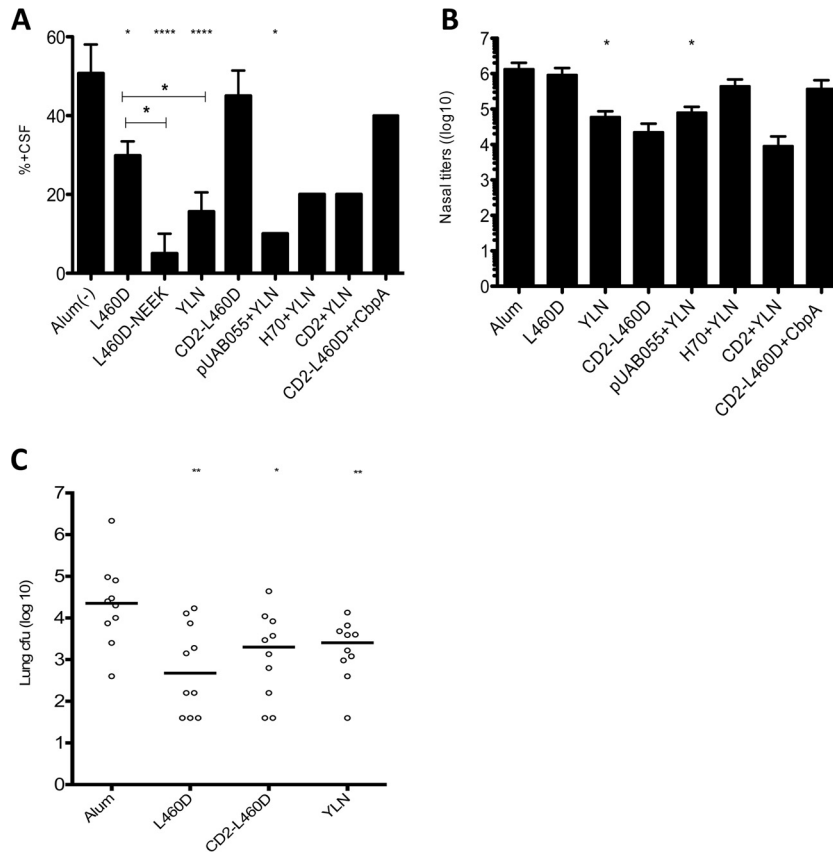 A
* **** **** *
60
40
20
0
%+CSF
*
*
Alum(-)
L460D
L460D-NEEK
YLN
CD2-L460D
pUAB055+YLN
H70+YLN
CD2+YLN
CD2-L460D+rCbpA
B
* *
7
6
5
4
3
2
1
0
Nasal titers ((log10)
Alum
L460D
YLN
CD2-L460D
pUAB055+YLN
H70+YLN
CD2+YLN
CD2-L460D+CbpA
C
** * **
7
6
5
4
3
2
1
0
Lung cfu (log 10)
Alum
L460D
CD2-L460D
YLN